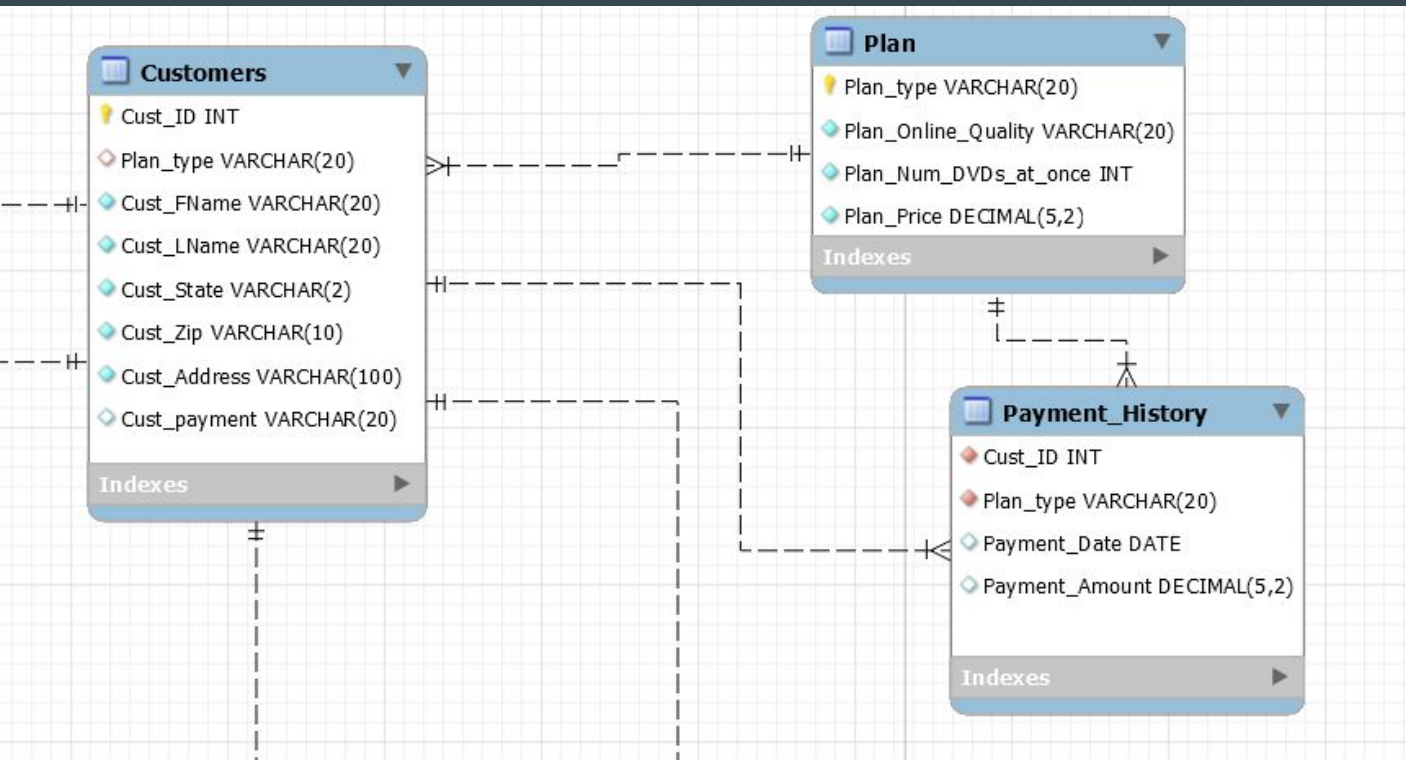 Customers
Cust_ID INT
Plan_type VARCHAR(20)
Cust_FName VARCHAR(20)
Cust_LName VARCHAR(20)
Cust_State VARCHAR(2)
Cust_Zip VARCHAR(10)
Cust_Address VARCHAR(100)
Cust_payment VARCHAR(20)
Indexes
Plan
Plan_type VARCHAR(20)
Plan_Online_Quality VARCHAR(20)
Plan_Num_DVDs_at_once INT
Plan_Price DECIMAL(5,2)
Indexes
Payment_History
Cust_ID INT
Plan_type VARCHAR(20)
Payment_Date DATE
Payment_Amount DECIMAL(5,2)
Indexes